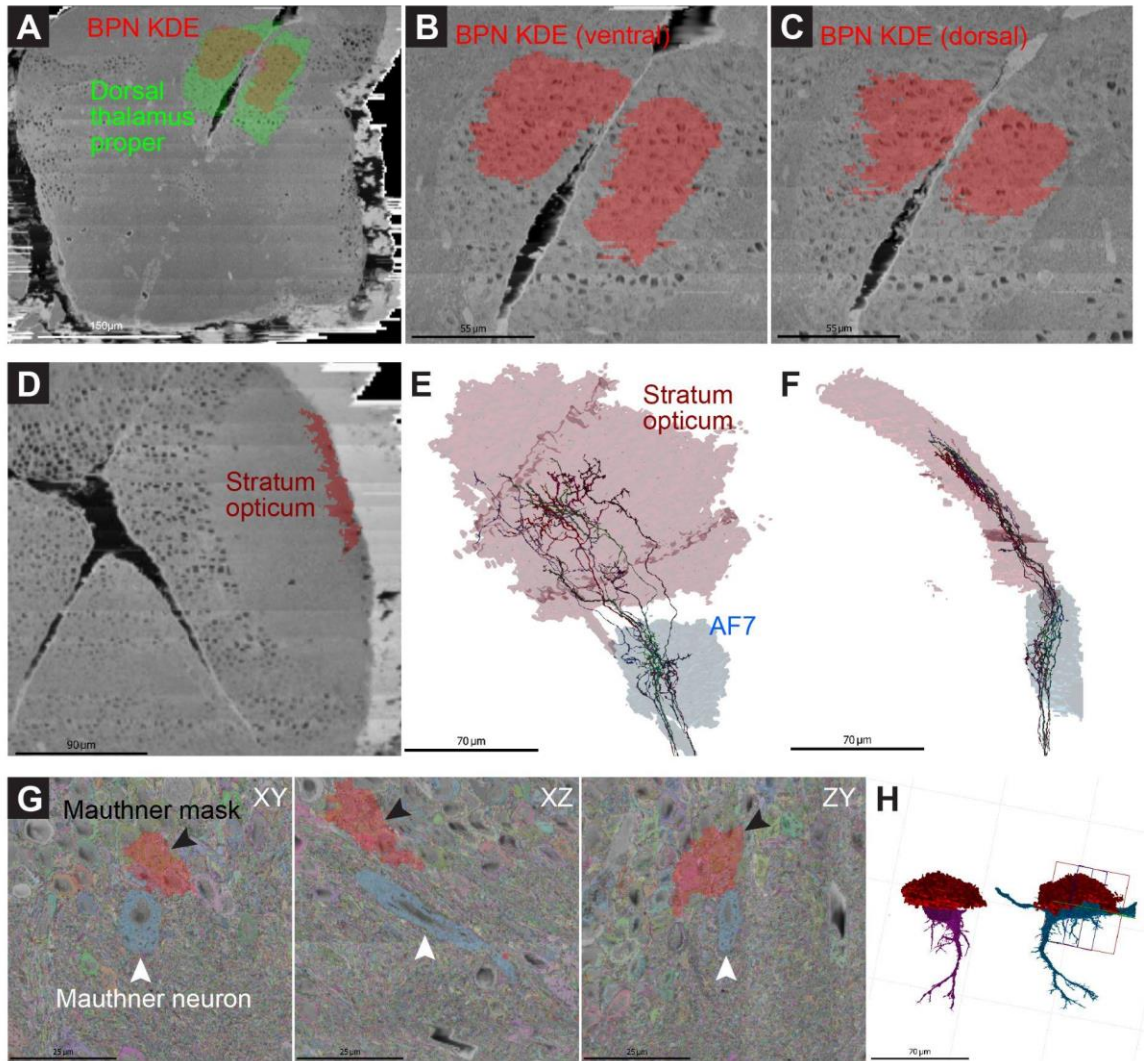 A
BPN KDE
Dorsal
thalamus
proper
150µm
B
BPN KDE (ventral)
55 µm
C
BPN KDE (dorsal)
55 µm
D
Stratum
opticum
90µm
E
Stratum
opticum
AF7
70 µm
F
70 µm
G
Mauthner mask
XY
Mauthner neuron
25 µm
XZ
25 µm
ZY
25 µm
H
70 µm